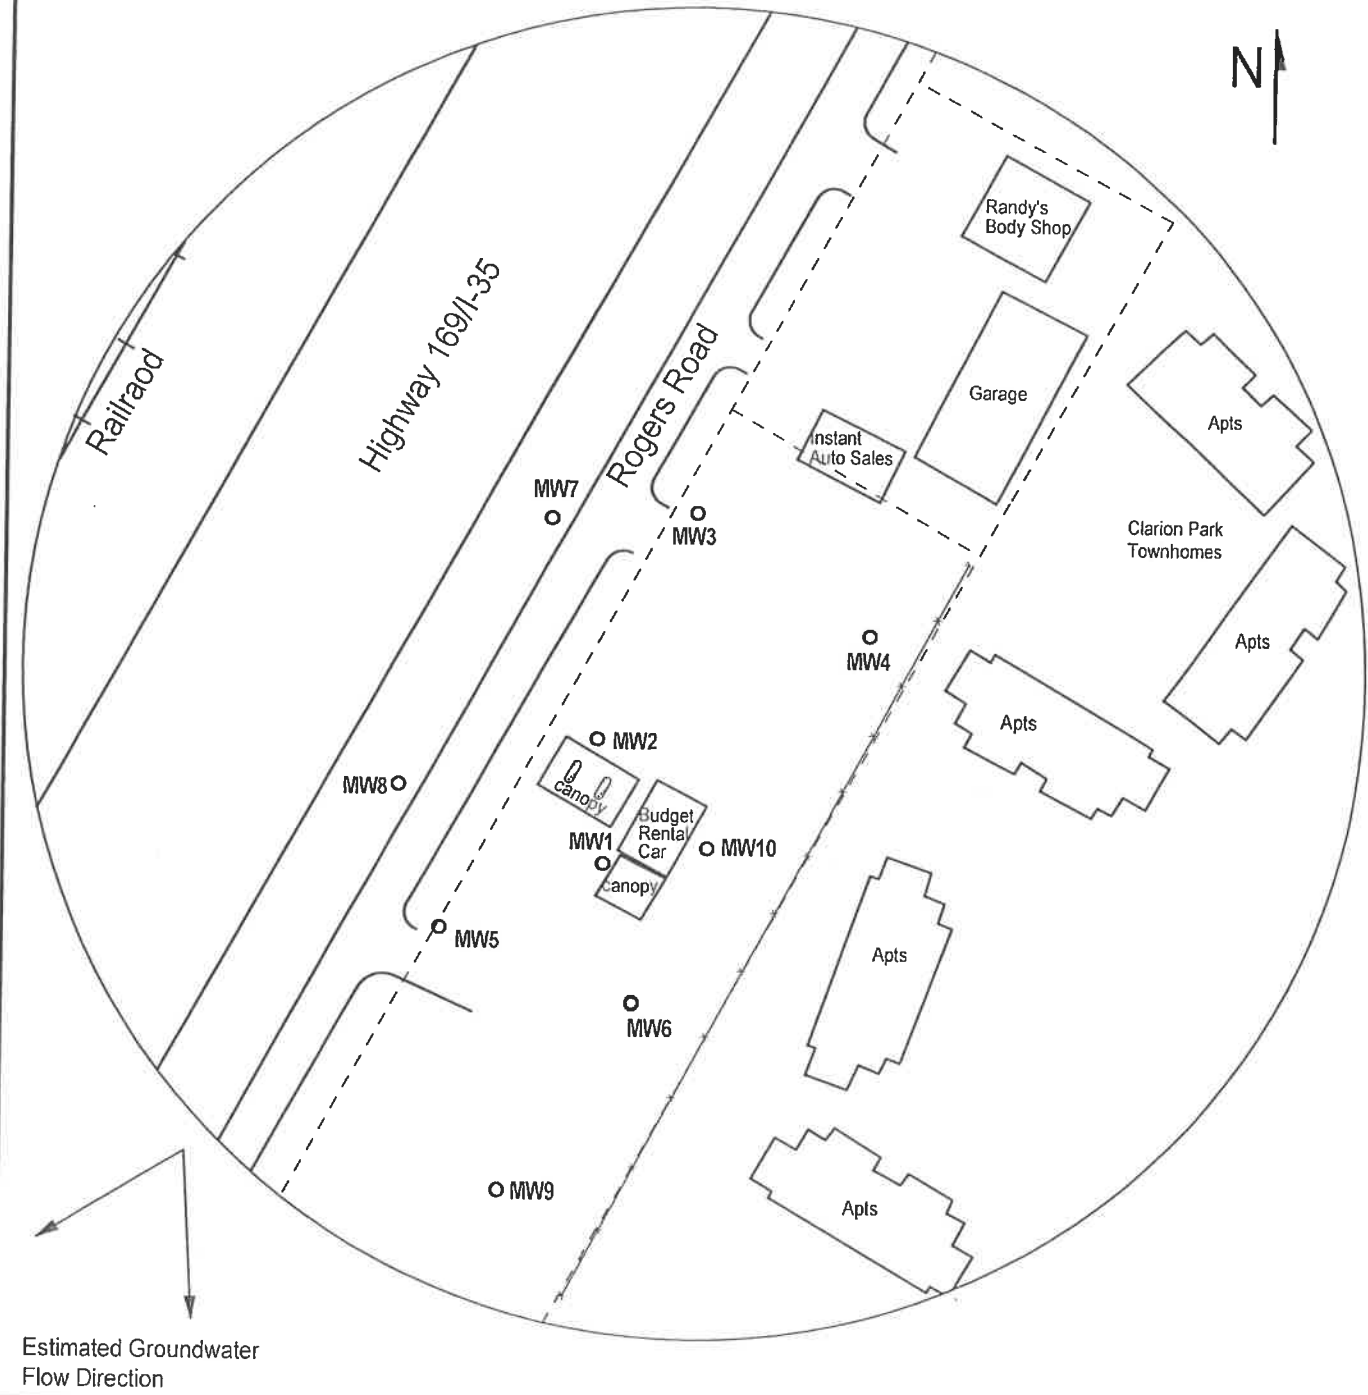 N
Randy's
Body Shop
Highway 169/I-35
Railraod
Rogers Road
Garage
Apts
Instant
Auto Sales
MW7
MW3
Clarion Park
Townhomes
Apts
MW4
Apts
MW2
MW8
canopy
Budget
Rental
Car
MW1
MW10
canopy
MW5
Apts
MW6
MW9
Apts
Estimated Groundwater
Flow Direction